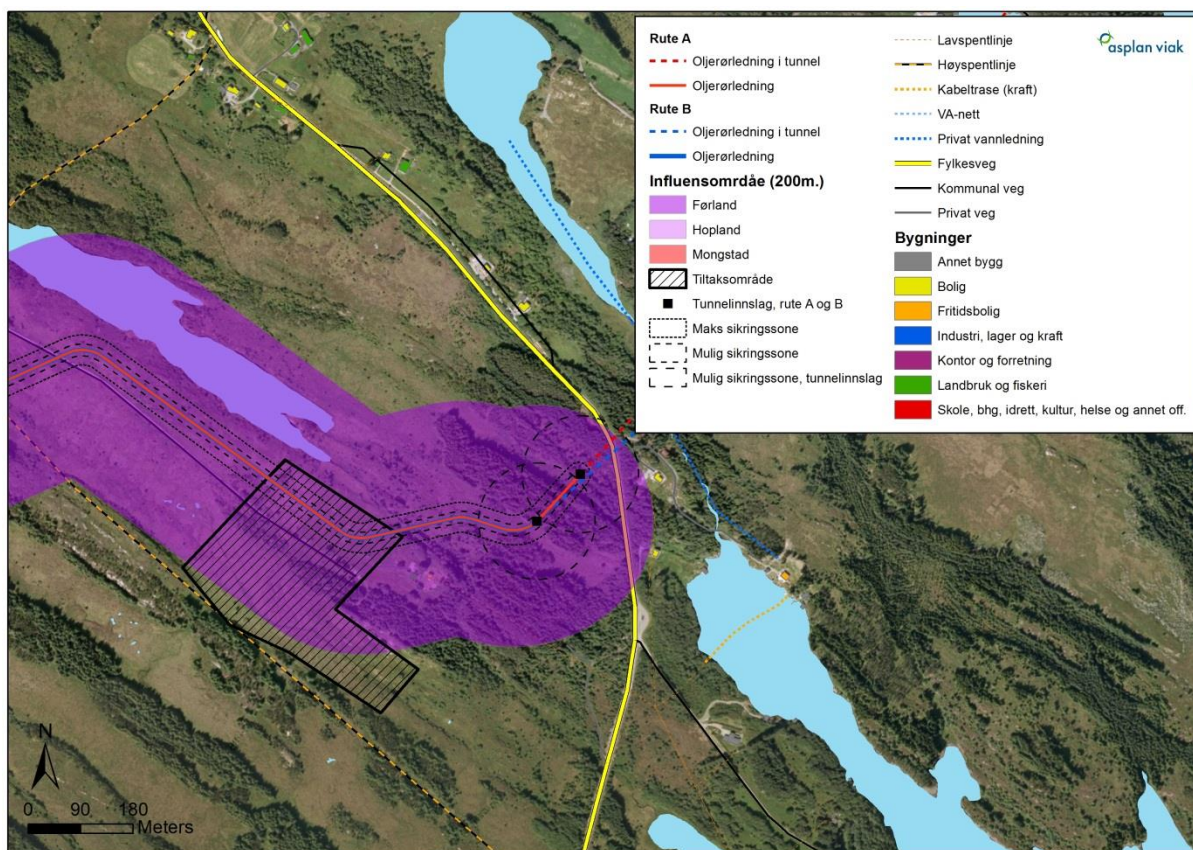 Rute A
Oljerørledning i tunnel
Oljerørledning
Rute B
Oljerørledning i tunnel
Oljerørledning
Influensområde (200m.)
Førland
Hopland
Mongstad
Tiltaksområde
Tunnelinnslag, rute A og B
Maks sikringssone
Mulig sikringssone
Mulig sikringssone, tunnelinnslag
Lavspentlinje
Høyspentlinje
Kabeltrase (kraft)
VA-nett
Privat vannledning
Fylkesveg
Kommunal veg
Privat veg
Bygninger
Annet bygg
Bolig
Fritidsbolig
Industri, lager og kraft
Kontor og forretning
Landbruk og fiskeri
Skole, bhg, idrett, kultur, helse og annet off.
asplan viak
N
0 90 180
Meters